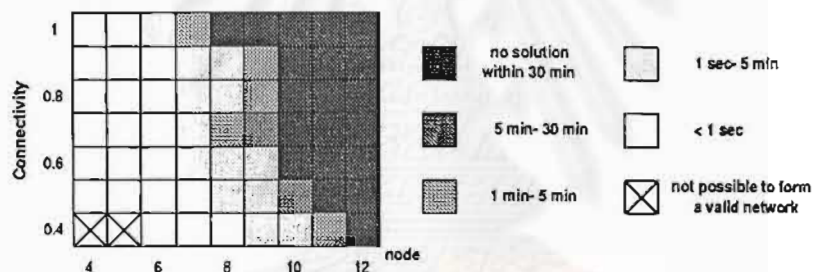 1
0.8
0.6
0.4
Connectivity
4 6 8 10 12
node
no solution
within 30 min
5 min- 30 min
1 min- 5 min
1 sec- 5 min
< 1 sec
not possible to form
a valid network